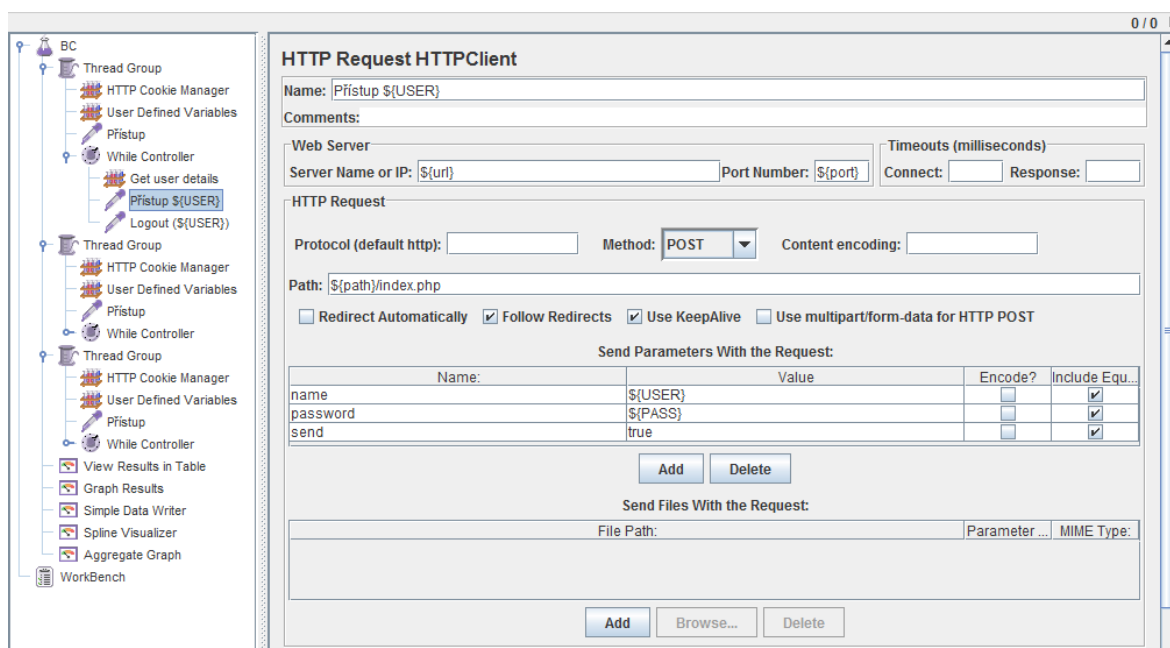 0 / 0
BC
Thread Group
HTTP Cookie Manager
User Defined Variables
Přístup
While Controller
Get user details
Přístup ${USER}
Logout (${USER})
Thread Group
HTTP Cookie Manager
User Defined Variables
Přístup
While Controller
Thread Group
HTTP Cookie Manager
User Defined Variables
Přístup
While Controller
View Results in Table
Graph Results
Simple Data Writer
Spline Visualizer
Aggregate Graph
WorkBench
HTTP Request HTTPClient
Name: Přístup ${USER}
Comments:
Web Server
Timeouts (milliseconds)
Server Name or IP: ${url} Port Number: ${port} Connect: Response:
HTTP Request
Protocol (default http): Method: POST Content encoding:
Path: ${path}/index.php
Redirect Automatically Follow Redirects Use KeepAlive Use multipart/form-data for HTTP POST
Send Parameters With the Request:
Name: Value Encode? Include Equ...
name ${USER}
password ${PASS}
send true
Add Delete
Send Files With the Request:
File Path: Parameter ... MIME Type:
Add Browse... Delete